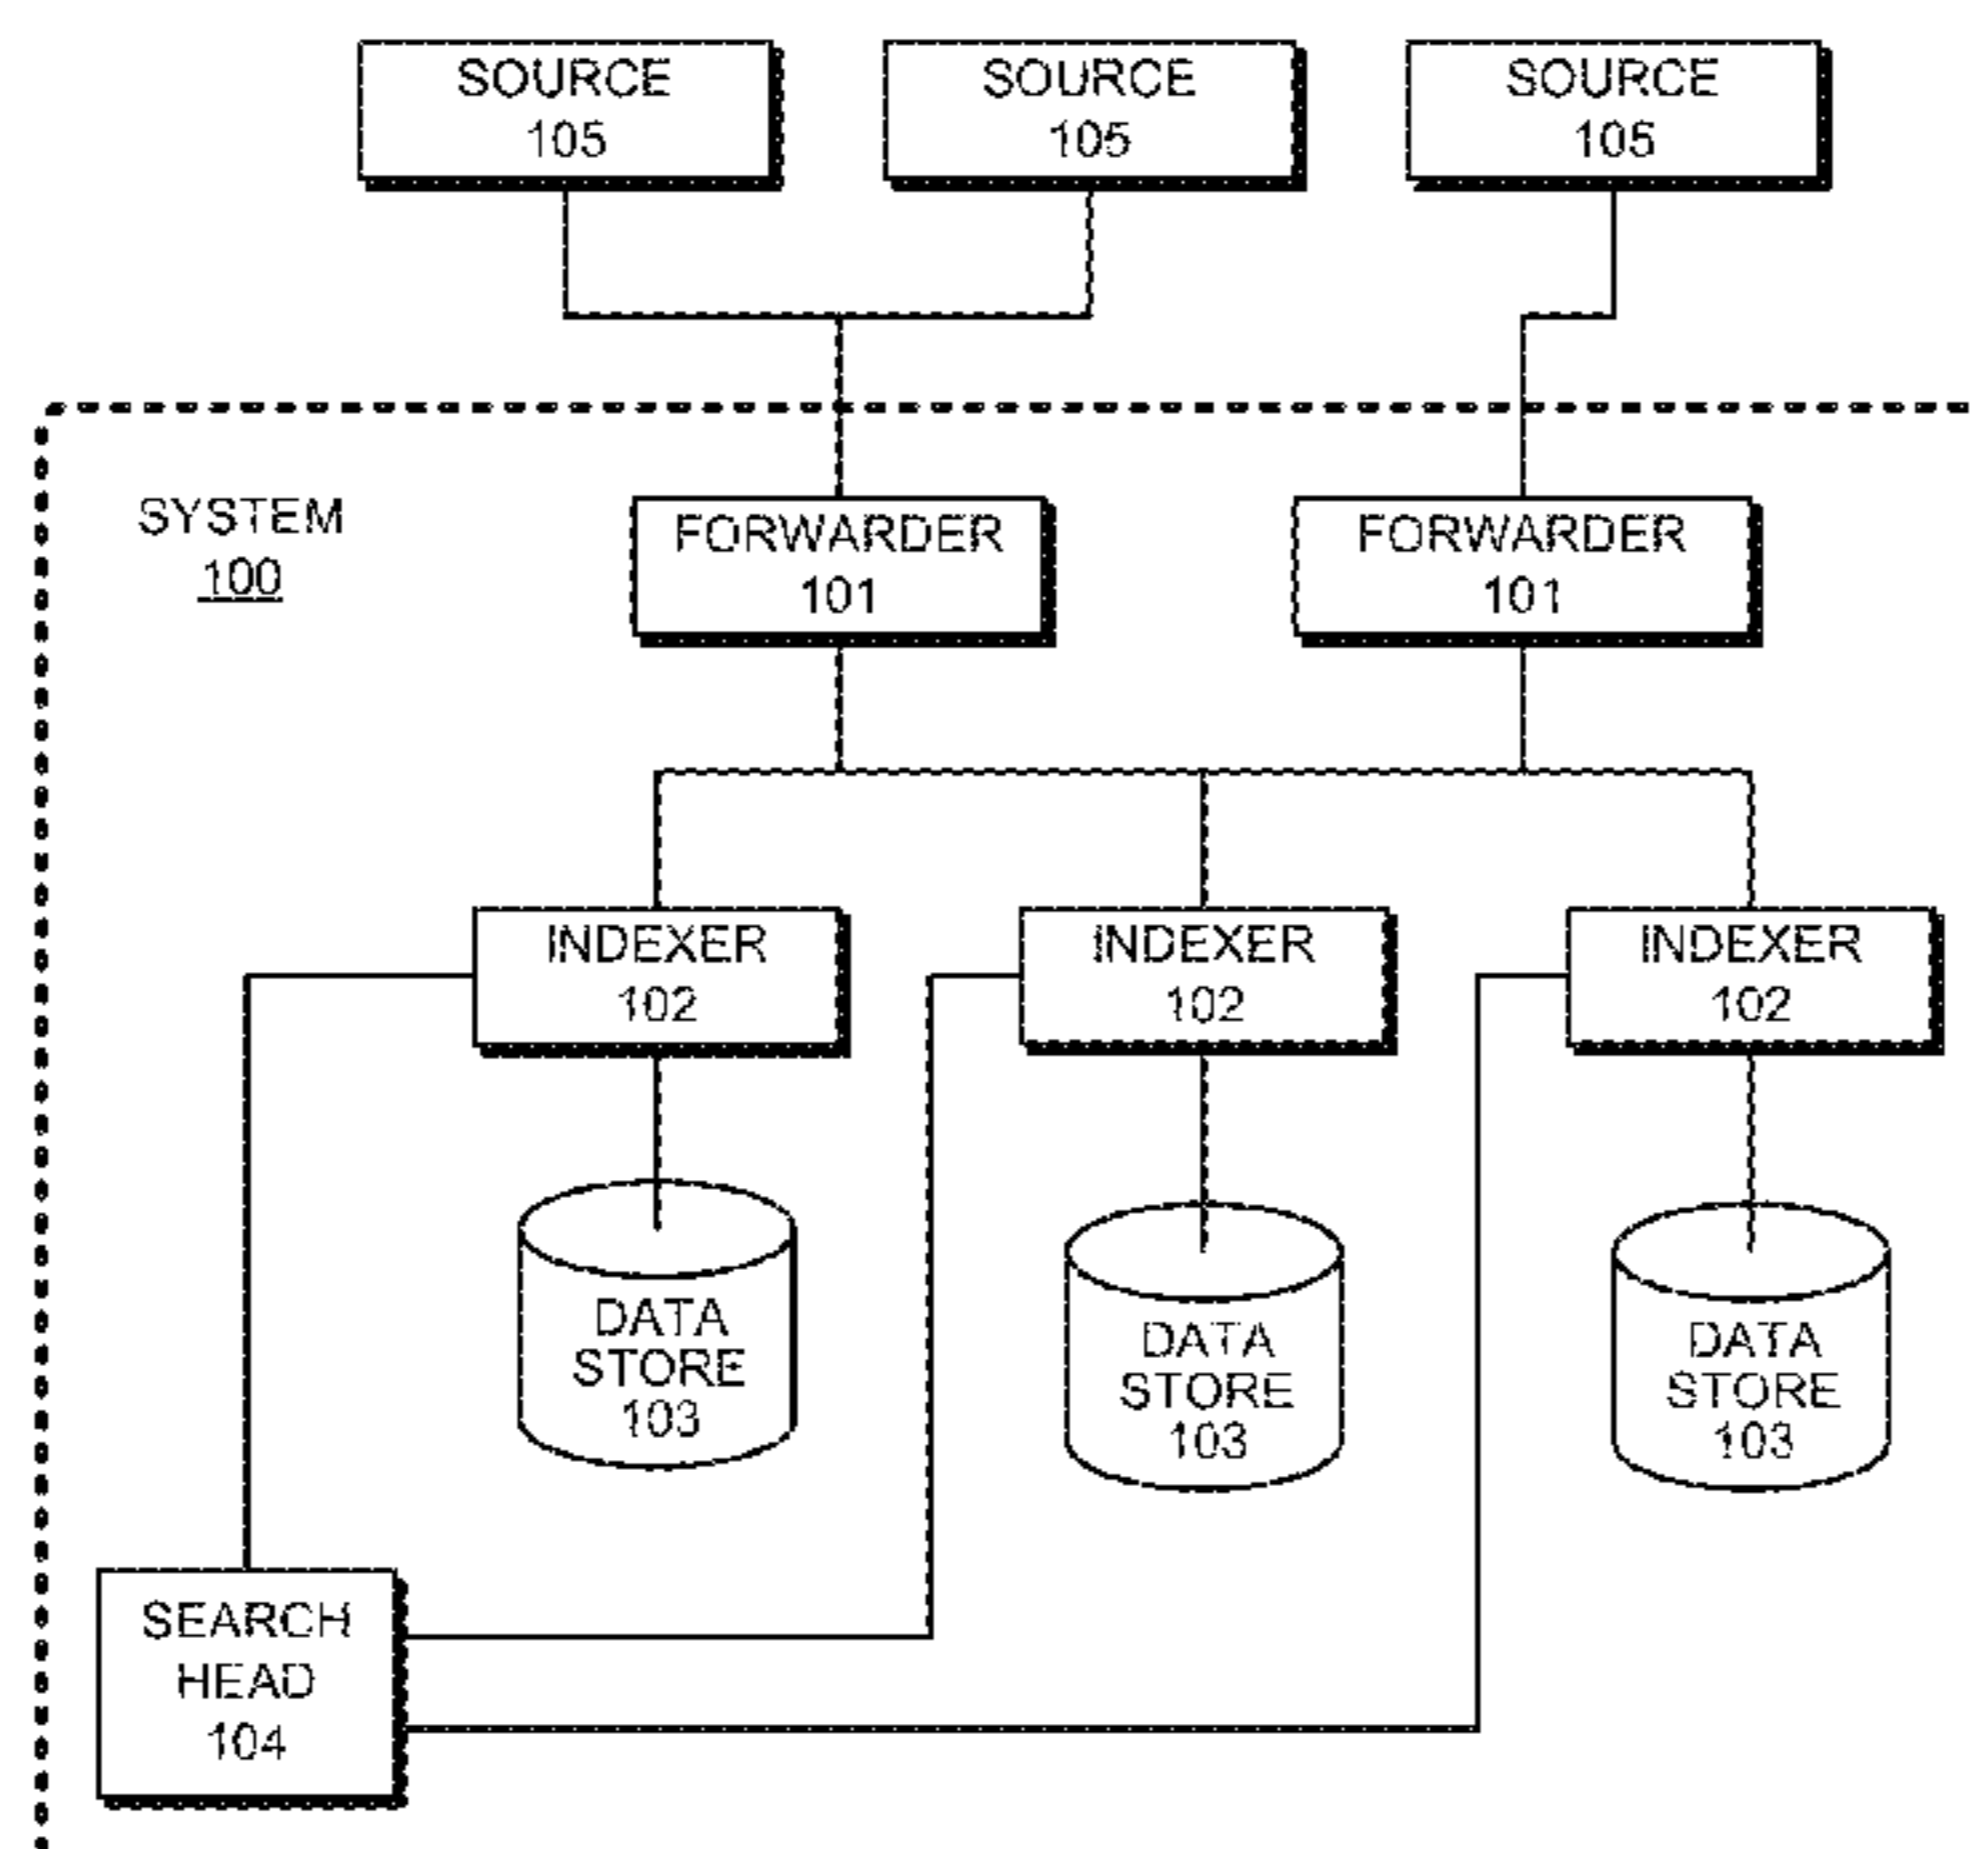 SOURCE
105
SOURCE
105
SOURCE
105
SYSTEM
100
FORWARDER
101
FORWARDER
101
INDEXER
102
INDEXER
102
INDEXER
102
DATA
STORE
103
DATA
STORE
103
DATA
STORE
103
SEARCH
HEAD
104